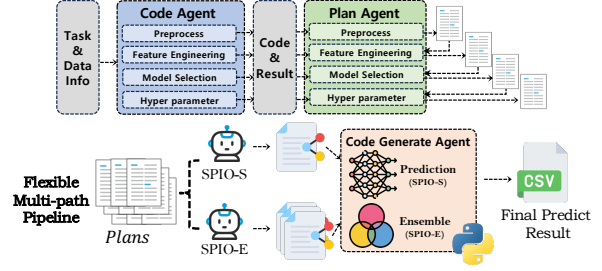 Task
&
Data
Info
Code Agent
Preprocess
Feature Engineering
Model Selection
Hyper parameter
Code
&
Result
Plan Agent
Preprocess
Feature Engineering
Model Selection
Hyper parameter
Flexible
Multi-path
Pipeline
Plans
SPIO-S
SPIO-E
Code Generate Agent
Prediction
(SPIO-S)
Ensemble
(SPIO-E)
CSV
Final Predict
Result